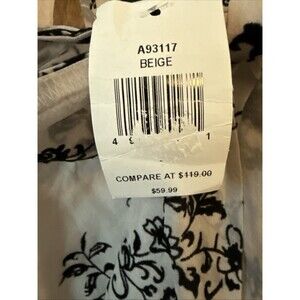 A93117
BEIGE
COMPARE AT $119.00
$59.99